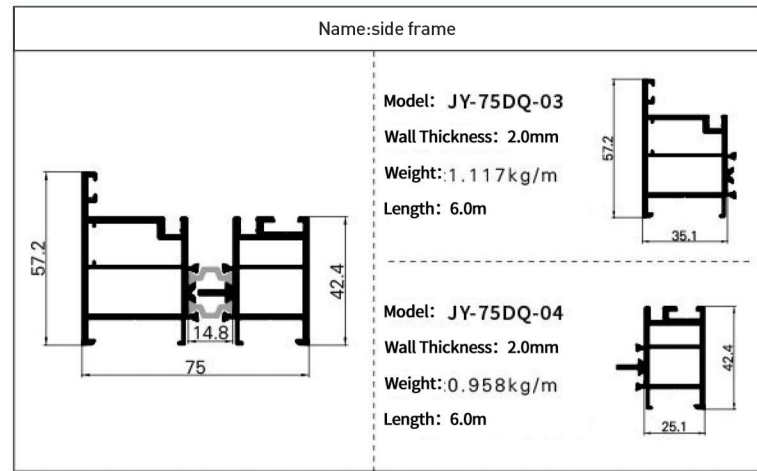 Name:side frame
57.2
42.4
14.8
75
Model: JY-75DQ-03
Wall Thickness: 2.0mm
Weight:1.117kg/m
Length: 6.0m
57.2
35.1
Model: JY-75DQ-04
Wall Thickness: 2.0mm
Weight:0.958kg/m
Length: 6.0m
42.4
25.1